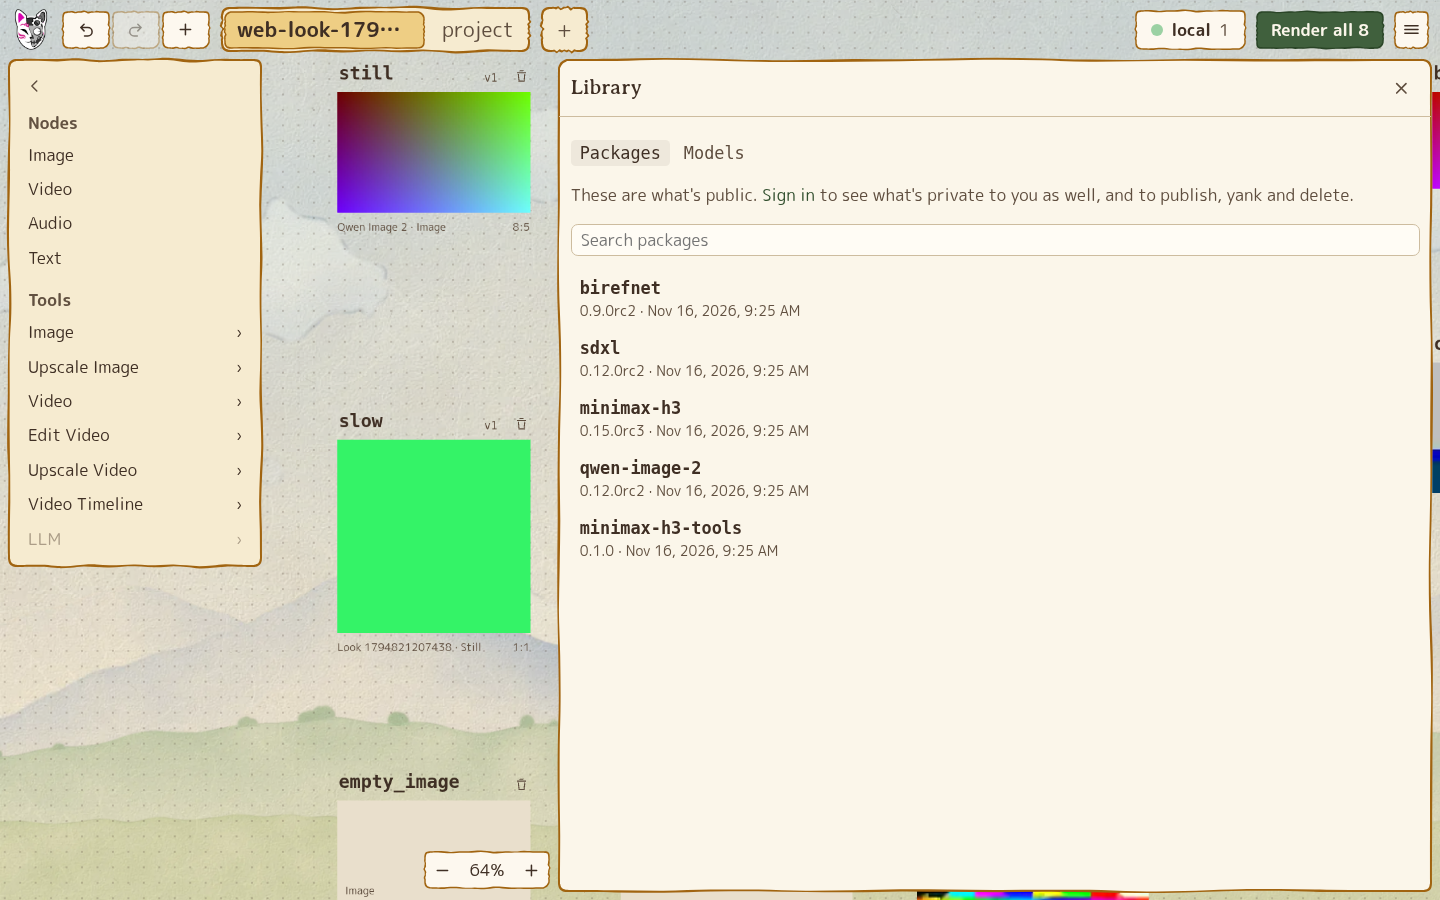 web-look-179···
project
local 1
Render all 8
Nodes
Image
Video
Audio
Text
Tools
Image
Upscale Image
Video
Edit Video
Upscale Video
Video Timeline
LLM
still v1
Qwen Image 2 · Image 8:5
slow v1
Look 1794821207438 · Still 1:1
empty_image
Image
64%
Library
Packages Models
These are what's public. Sign in to see what's private to you as well, and to publish, yank and delete.
Search packages
birefnet
0.9.0rc2 · Nov 16, 2026, 9:25 AM
sdxl
0.12.0rc2 · Nov 16, 2026, 9:25 AM
minimax-h3
0.15.0rc3 · Nov 16, 2026, 9:25 AM
qwen-image-2
0.12.0rc2 · Nov 16, 2026, 9:25 AM
minimax-h3-tools
0.1.0 · Nov 16, 2026, 9:25 AM